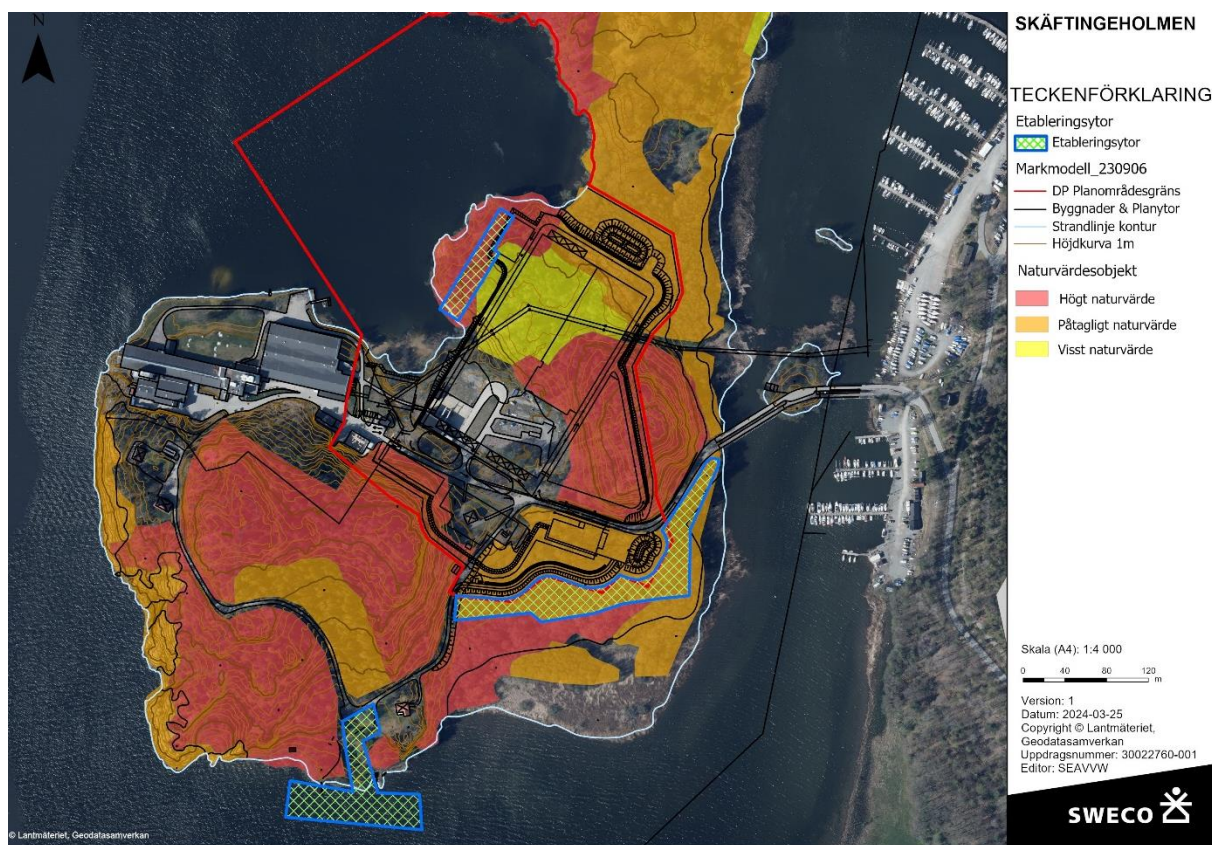 N
SKÄFTINGEHOLMEN
TECKENFÖRKLARING
Etableringsytor
Etableringsytor
Markmodell_230906
DP Planområdesgräns
Byggnader & Planytor
Strandlinje kontur
Höjdkurva 1m
Naturvärdesobjekt
Högt naturvärde
Påtagligt naturvärde
Visst naturvärde
Skala (A4): 1:4 000
0 40 80 120
m
Version: 1
Datum: 2024-03-25
Copyright © Lantmäteriet,
Geodatasamverkan
Uppdragsnummer: 30022760-001
Editor: SEAVVW
SWECO
© Lantmäteriet, Geodatasamverkan